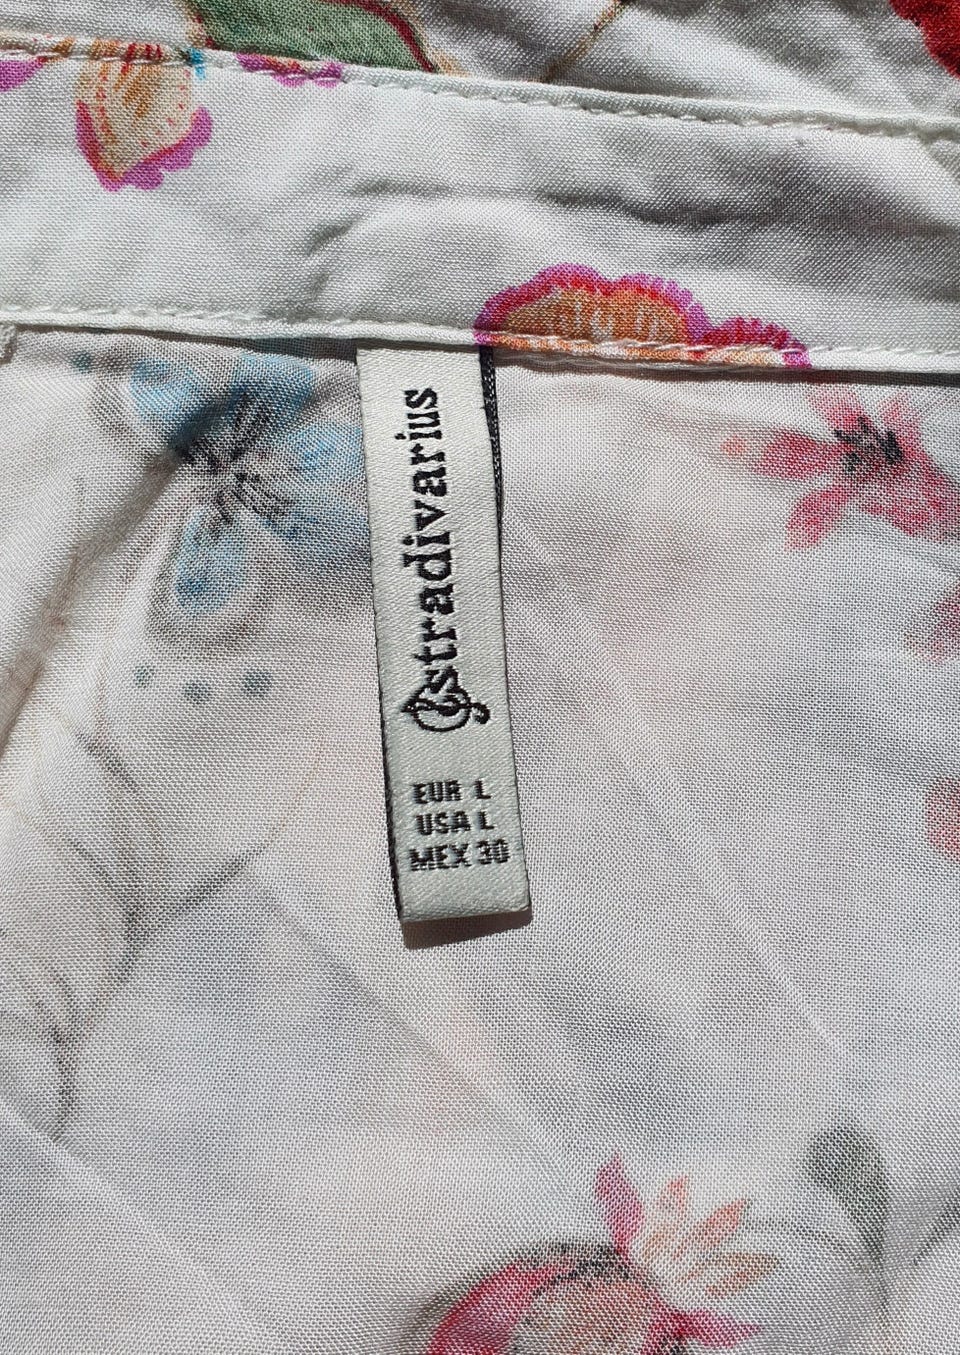 stradivarius
EUR L
USA L
MEX 30